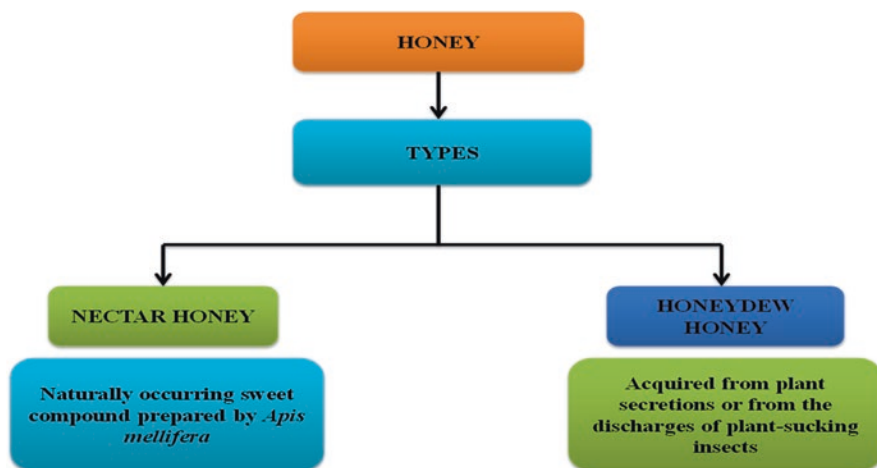 HONEY
TYPES
NECTAR HONEY
HONEYDEW
HONEY
Naturally occurring sweet
compound prepared by Apis
mellifera
Acquired from plant
secretions or from the
discharges of plant-sucking
insects